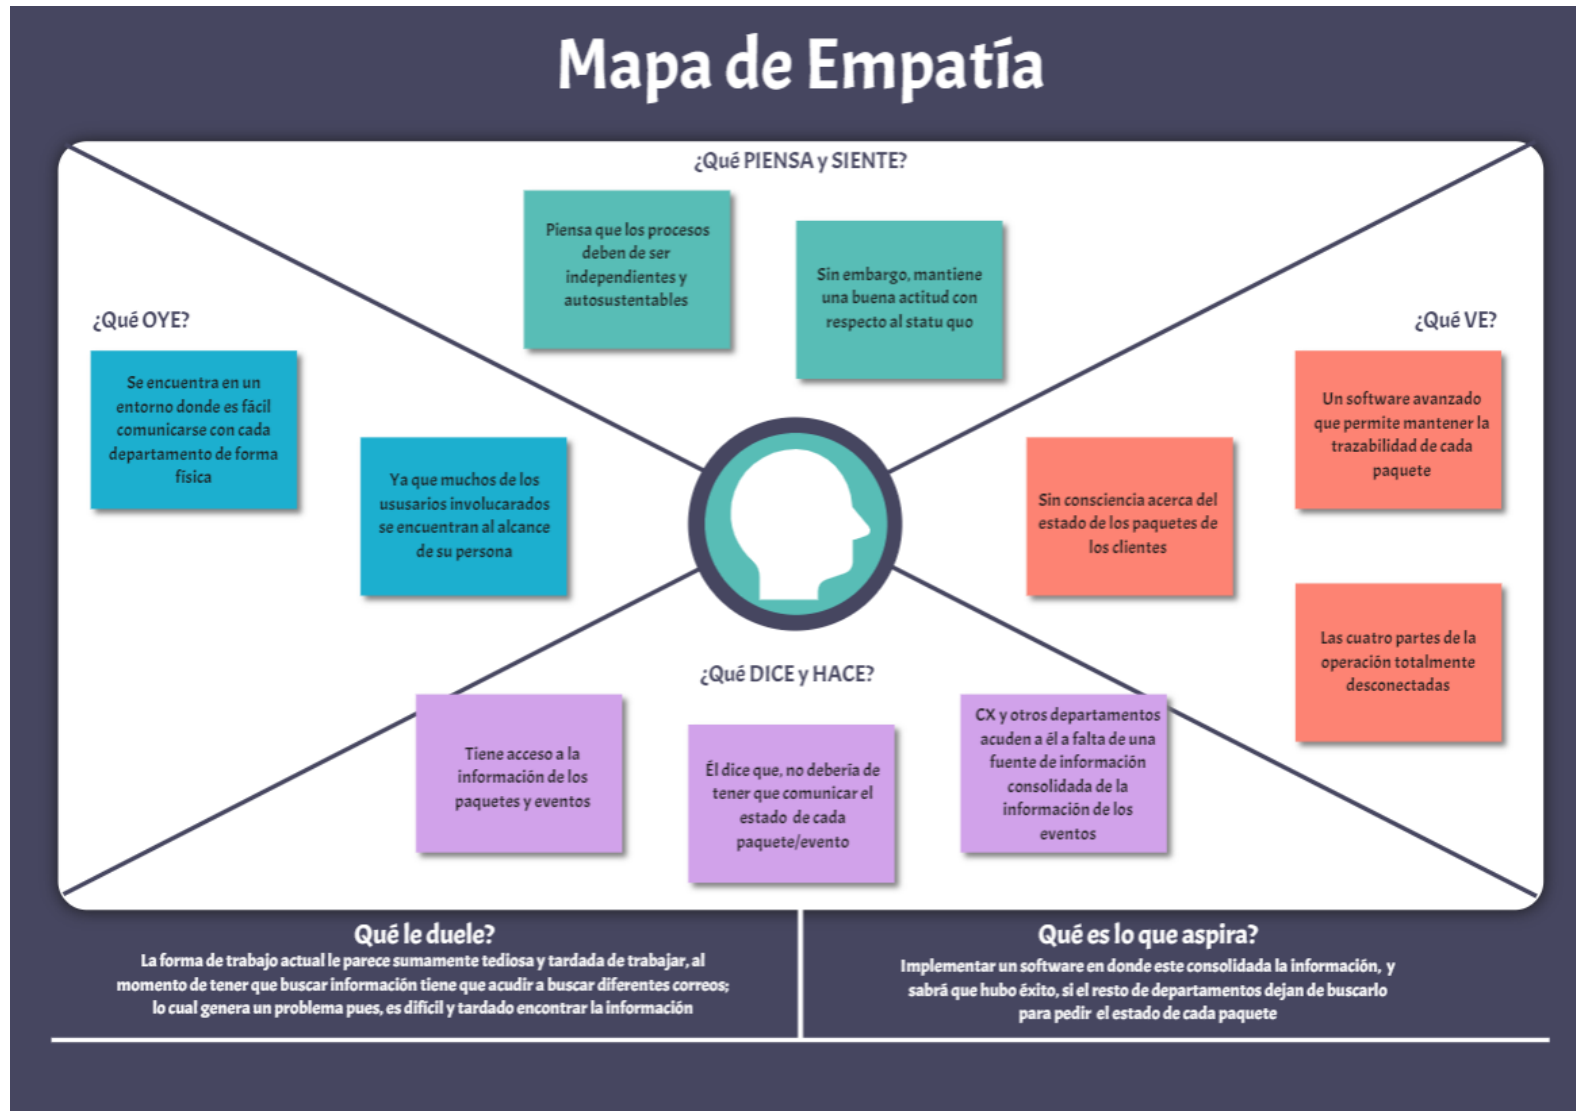 Mapa de Empatía
¿Qué PIENSA y SIENTE?
Piensa que los procesos
deben de ser
independientes y
autosustentables
Sin embargo, mantiene
una buena actitud con
respecto al statu quo
¿Qué OYE?
Se encuentra en un
entorno donde es fácil
comunicarse con cada
departamento de forma
física
Ya que muchos de los
ususarios involucarados
se encuentran al alcance
de su persona
¿Qué VE?
Un software avanzado
que permite mantener la
trazabilidad de cada
paquete
Sin consciencia acerca del
estado de los paquetes de
los clientes
Las cuatro partes de la
operación totalmente
desconectadas
¿Qué DICE y HACE?
Tiene acceso a la
información de los
paquetes y eventos
Él dice que, no debería de
tener que comunicar el
estado de cada
paquete/evento
CX y otros departamentos
acuden a él a falta de una
fuente de información
consolidada de la
información de los
eventos
Qué le duele?
La forma de trabajo actual le parece sumamente tediosa y tardada de trabajar, al
momento de tener que buscar información tiene que acudir a buscar diferentes correos;
lo cual genera un problema pues, es difícil y tardado encontrar la información
Qué es lo que aspira?
Implementar un software en donde este consolidada la información, y
sabrá que hubo éxito, si el resto de departamentos dejan de buscarlo
para pedir el estado de cada paquete